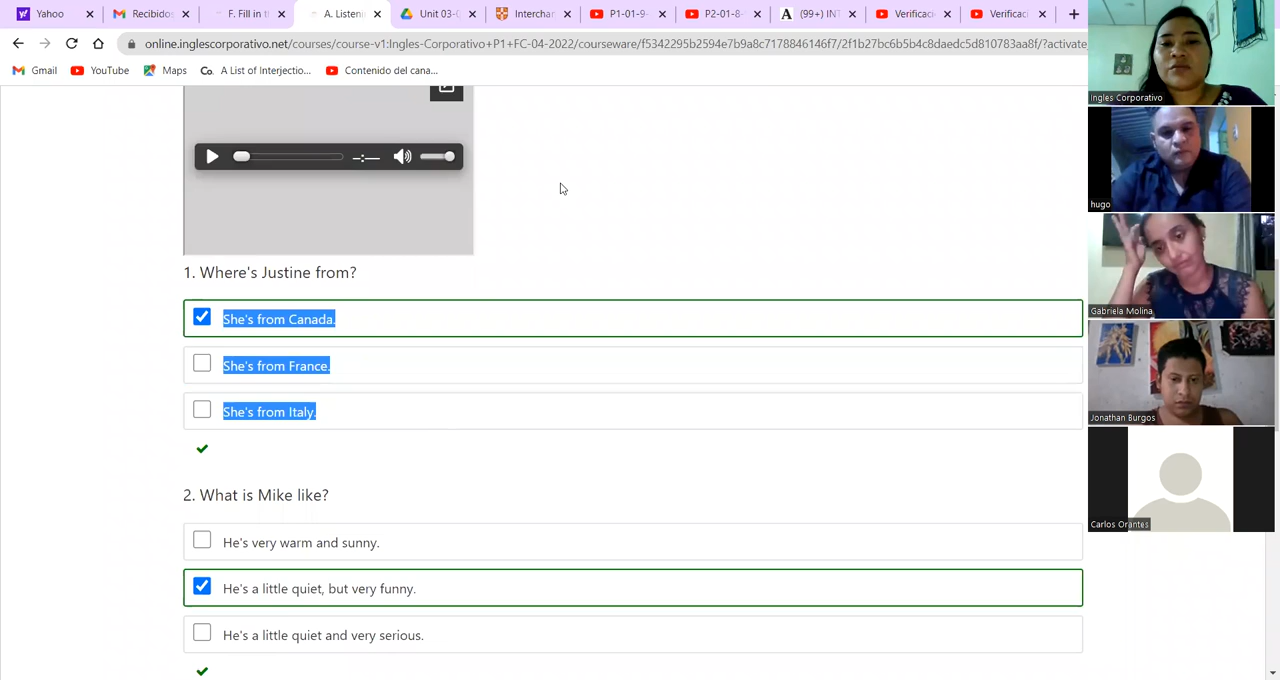 Yahoo
Recibidos
F. Fill in t
A. Listeni
Unit 03-
Interchan
P1-01-9-
P2-01-8-
(99+) IN
Verificac
Verificaci
online.inglescorporativo.net/courses/course-v1:Ingles-Corporativo+P1+FC-04-2022/courseware/f5342295b2594e7b9a8c7178846146f7/2f1b27bc6b5b4c8daedc5d810783aa8f/?activate
Gmail
YouTube
Maps
Co. A List of Interjectio...
Contenido del cana...
-:--
1. Where's Justine from?
She's from Canada.
She's from France.
She's from Italy.
2. What is Mike like?
He's very warm and sunny.
He's a little quiet, but very funny.
He's a little quiet and very serious.
Ingles Corporativo
hugo
Gabriela Molina
Jonathan Burgos
Carlos Orantes